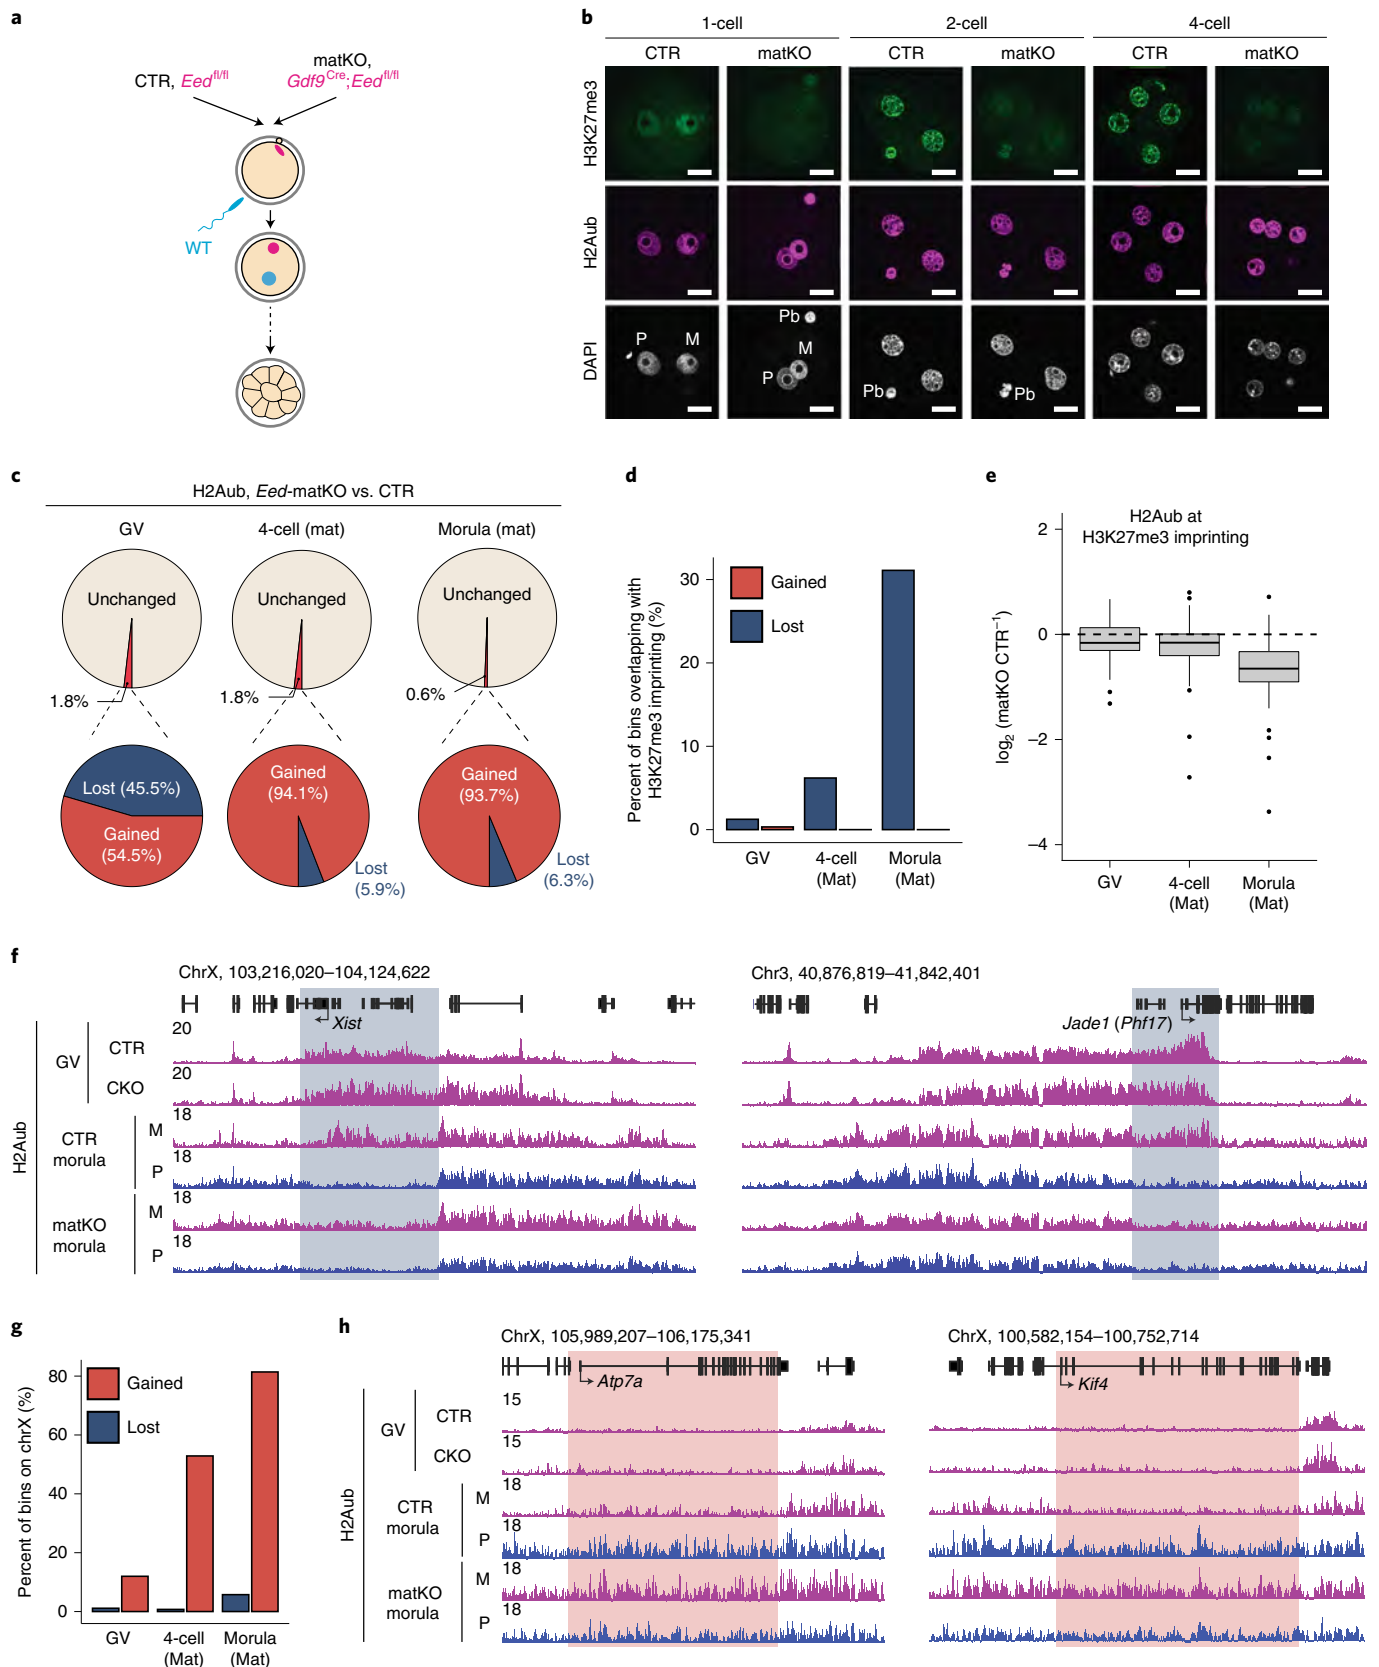 a
CTR, Eed^fl/fl
matKO,
Gdf9^Cre;Eed^fl/fl
WT
b
1-cell
2-cell
4-cell
CTR
matKO
CTR
matKO
CTR
matKO
H3K27me3
H2Aub
DAPI
P
M
Pb
M
P
Pb
Pb
c
H2Aub, Eed-matKO vs. CTR
GV
4-cell (mat)
Morula (mat)
Unchanged
Unchanged
Unchanged
1.8%
1.8%
0.6%
Lost (45.5%)
Gained
(54.5%)
Gained
(94.1%)
Lost
(5.9%)
Gained
(93.7%)
Lost
(6.3%)
d
Percent of bins overlapping with
H3K27me3 imprinting (%)
30
20
10
0
Gained
Lost
GV
4-cell
(Mat)
Morula
(Mat)
e
H2Aub at
H3K27me3 imprinting
log2 (matKO CTR−1)
2
0
−2
−4
GV
4-cell
(Mat)
Morula
(Mat)
f
ChrX, 103,216,020–104,124,622
Chr3, 40,876,819–41,842,401
Xist
Jade1 (Phf17)
H2Aub
GV
CTR
20
CKO
20
CTR
morula
M
18
P
18
matKO
morula
M
18
P
18
g
Percent of bins on chrX (%)
80
60
40
20
0
Gained
Lost
GV
4-cell
(Mat)
Morula
(Mat)
h
ChrX, 105,989,207–106,175,341
ChrX, 100,582,154–100,752,714
Atp7a
Kif4
H2Aub
GV
CTR
15
CKO
15
CTR
morula
M
18
P
18
matKO
morula
M
18
P
18